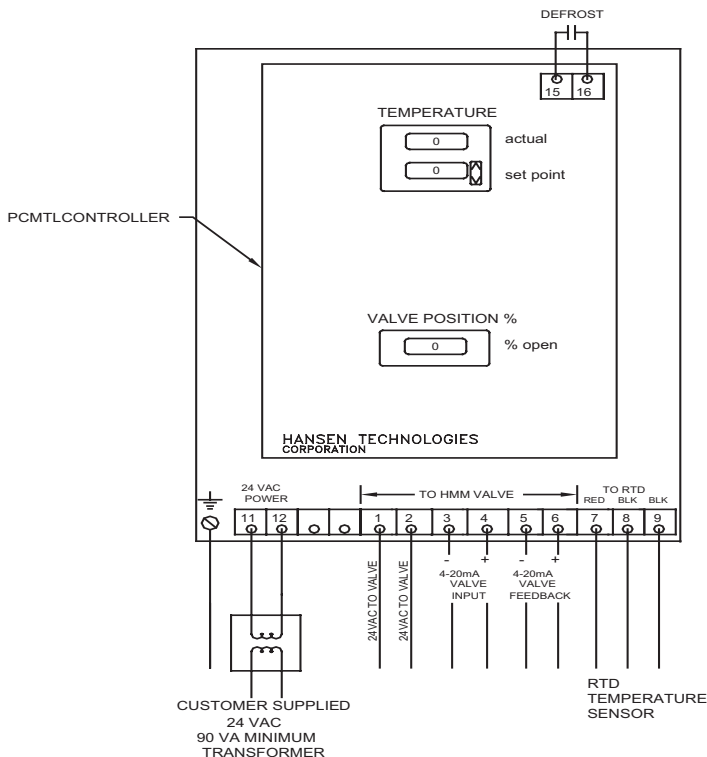 DEFROST
15 16
TEMPERATURE
0 actual
0 set point
PCMTLCONTROLLER
VALVE POSITION %
0 % open
HANSEN TECHNOLOGIES
CORPORATION
24 VAC
POWER
TO HMM VALVE
TO RTD
RED BLK BLK
11 12 1 2 3 4 5 6 7 8 9
24VAC TO VALVE
24VAC TO VALVE
- +
4-20mA
VALVE
INPUT
- +
4-20mA
VALVE
FEEDBACK
RTD
TEMPERATURE
SENSOR
CUSTOMER SUPPLIED
24 VAC
90 VA MINIMUM
TRANSFORMER